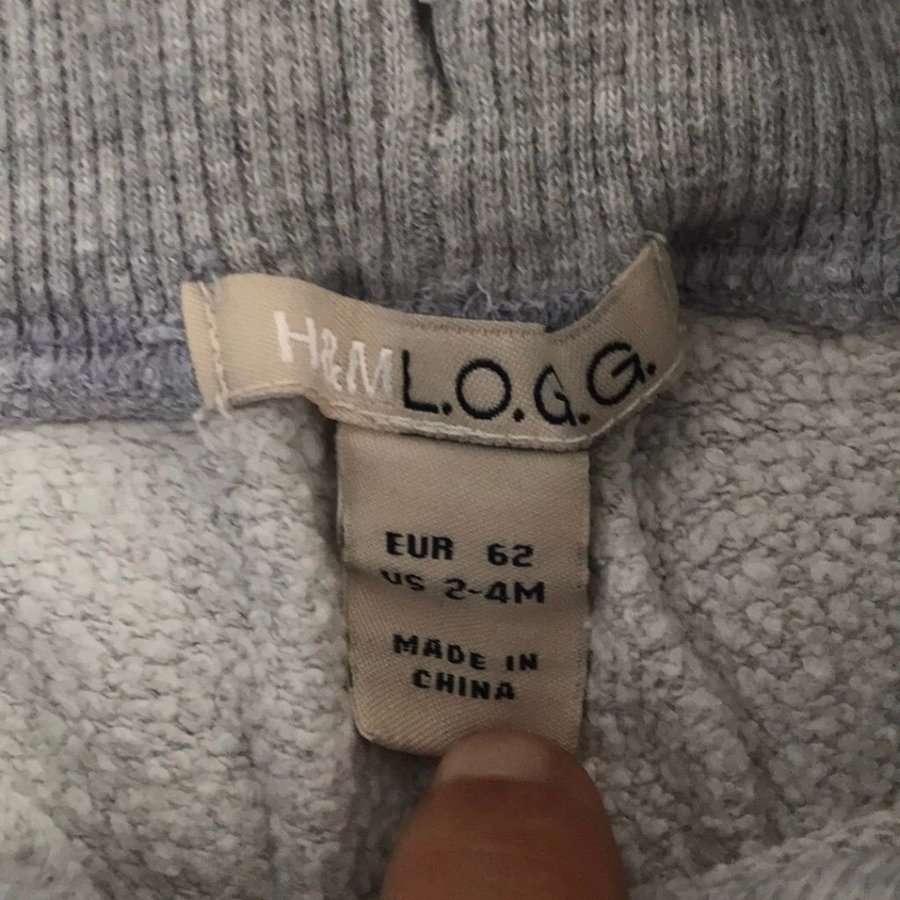 H&M L.O.G.G.
EUR 62
US 2-4M
MADE IN
CHINA